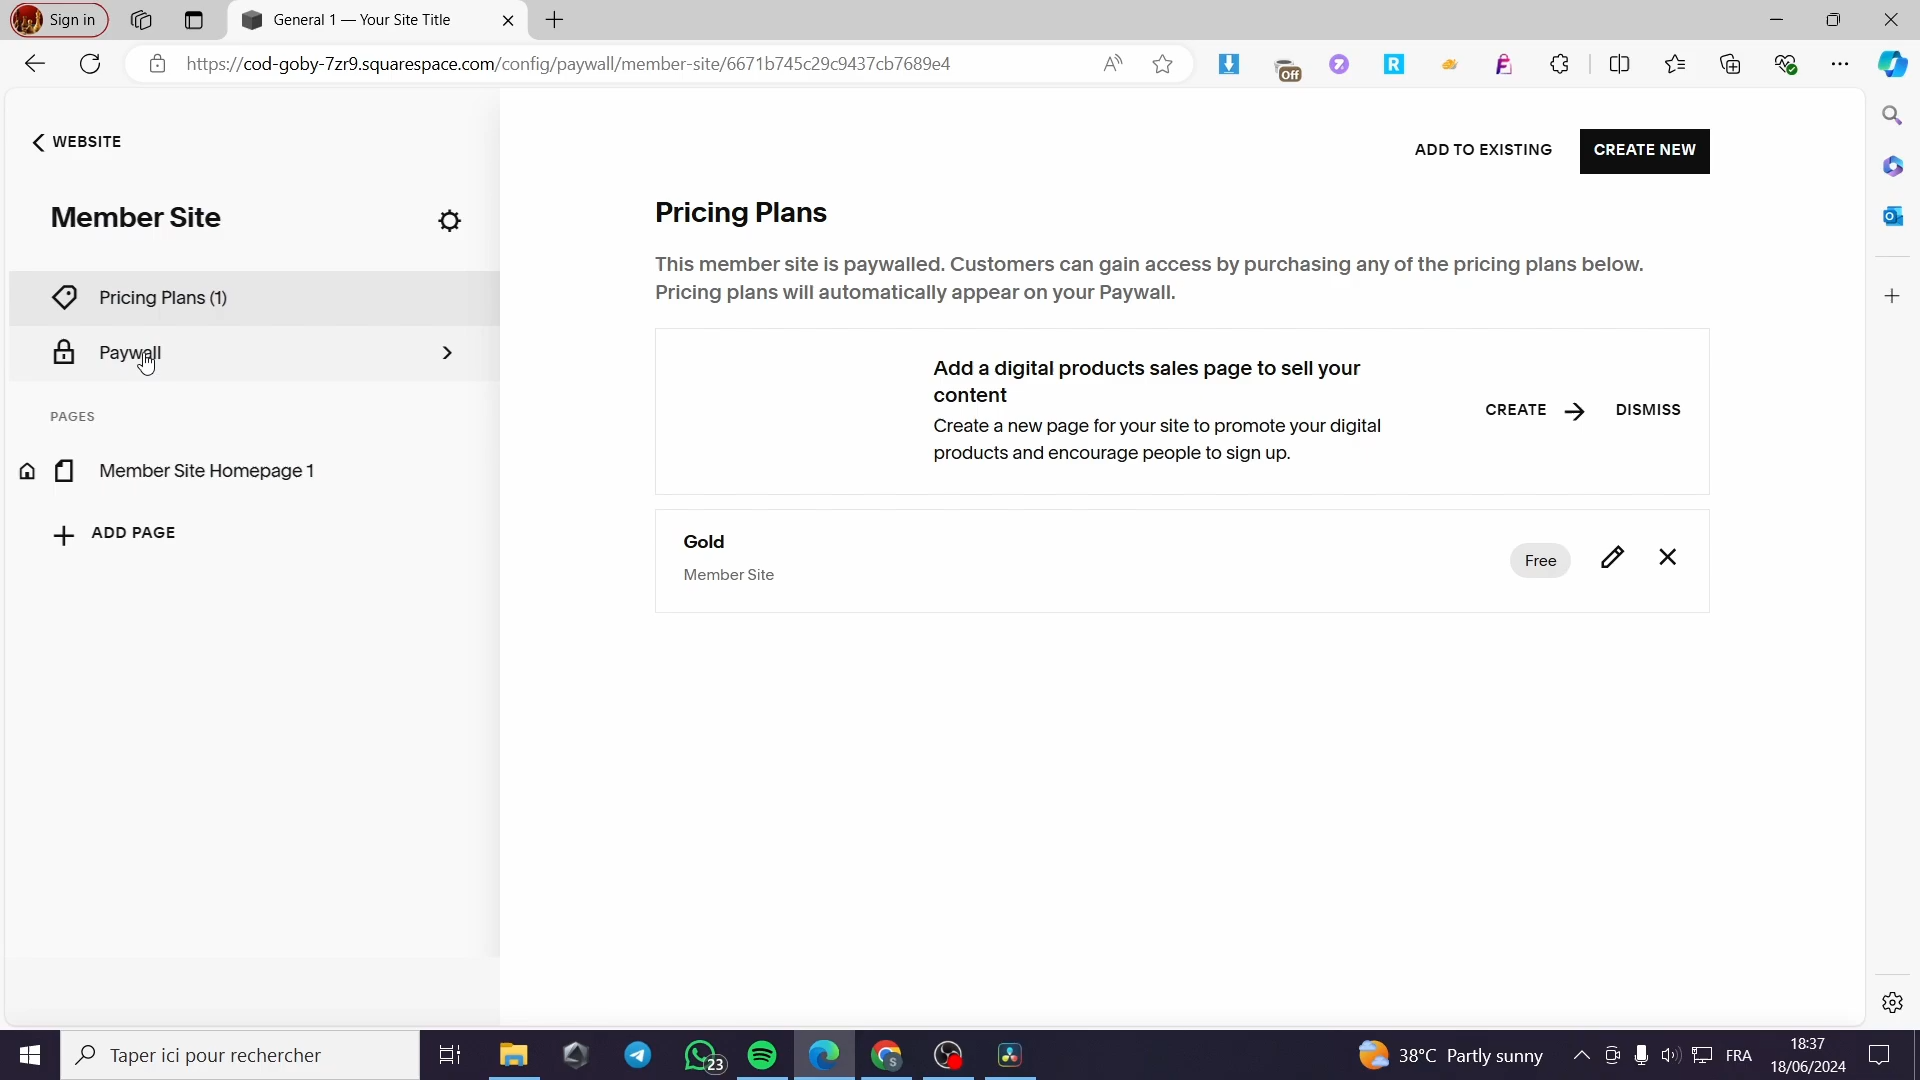 Sign in
General 1 — Your Site Title
https://cod-goby-7zr9.squarespace.com/config/paywall/member-site/6671b745c29c9437cb7689e4
Off
WEBSITE
ADD TO EXISTING
CREATE NEW
Member Site
Pricing Plans
Pricing Plans (1)
This member site is paywalled. Customers can gain access by purchasing any of the pricing plans below.
Pricing plans will automatically appear on your Paywall.
Paywall
Add a digital products sales page to sell your
content
Create a new page for your site to promote your digital
products and encourage people to sign up.
CREATE
DISMISS
PAGES
Member Site Homepage 1
ADD PAGE
Gold
Member Site
Free
Taper ici pour rechercher
23
38°C Partly sunny
FRA
18:37
18/06/2024